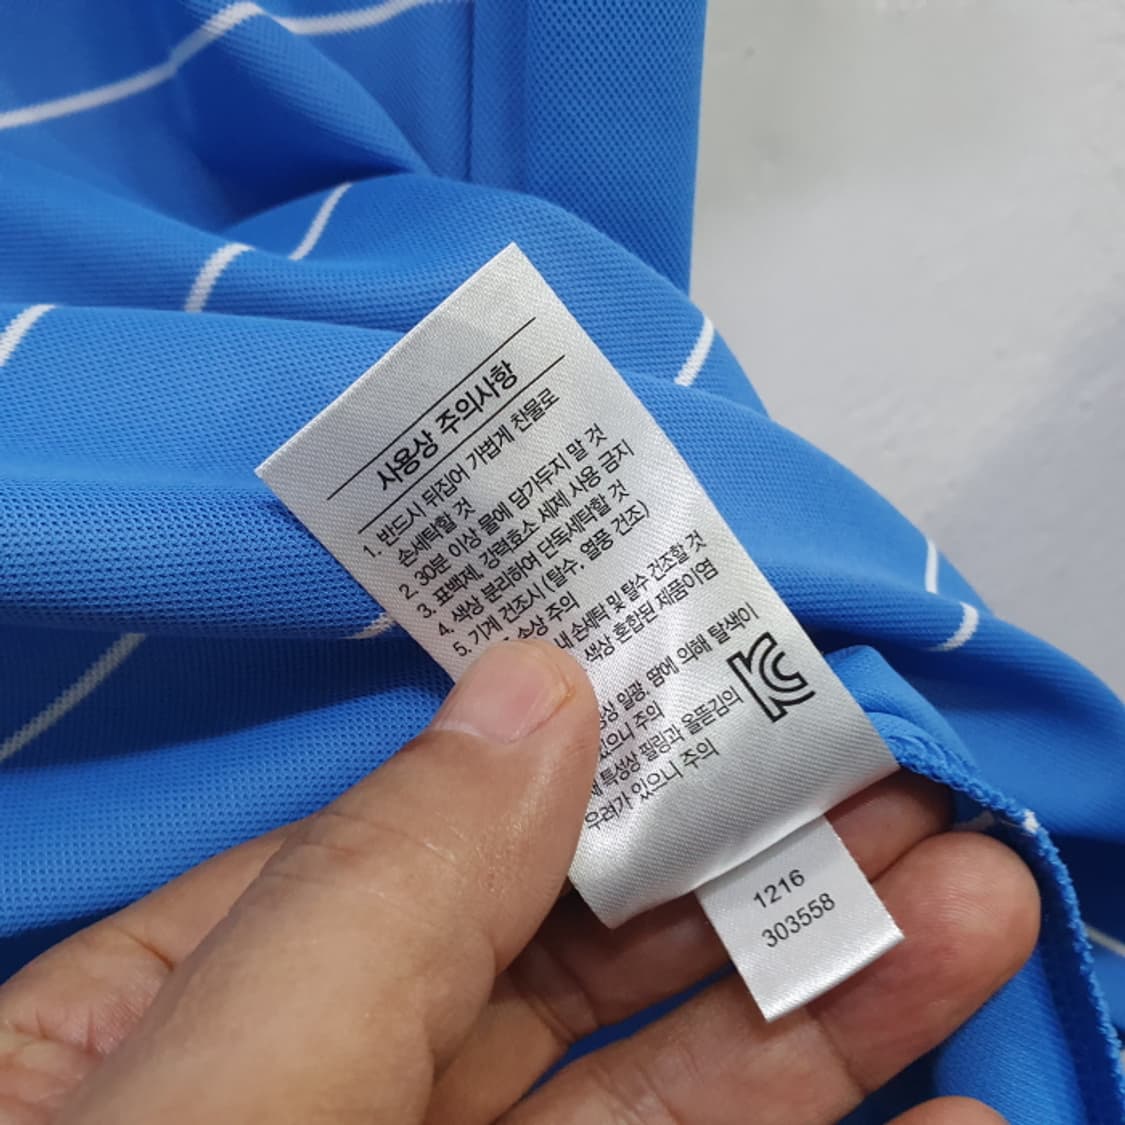 사용상 주의사항
1. 반드시 뒤집어 가볍게 찬물로
손세탁할 것
2. 30분 이상 물에 담가두지 말 것
3. 표백제, 강력효소 세제 사용 금지
4. 색상 분리하여 단독세탁할 것
5. 기계 건조시 (탈수, 열풍 건조)
손상 주의
내 손세탁 및 탈수 건조할 것
색상 혼합된 제품이염
일광, 땀에 의해 탈색이
있으니 주의
특성상 필링과 올뜯김의
우려가 있으니 주의
1216
303558